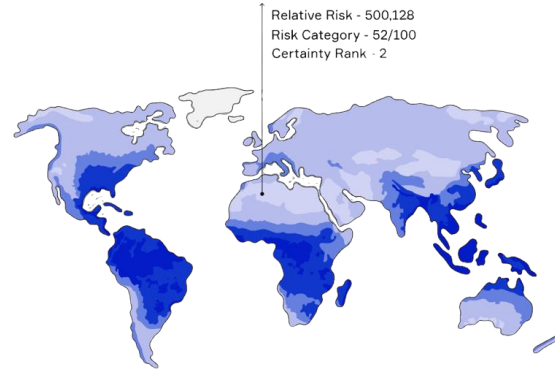 Relative Risk - 500,128
Risk Category - 52/100
Certainty Rank - 2